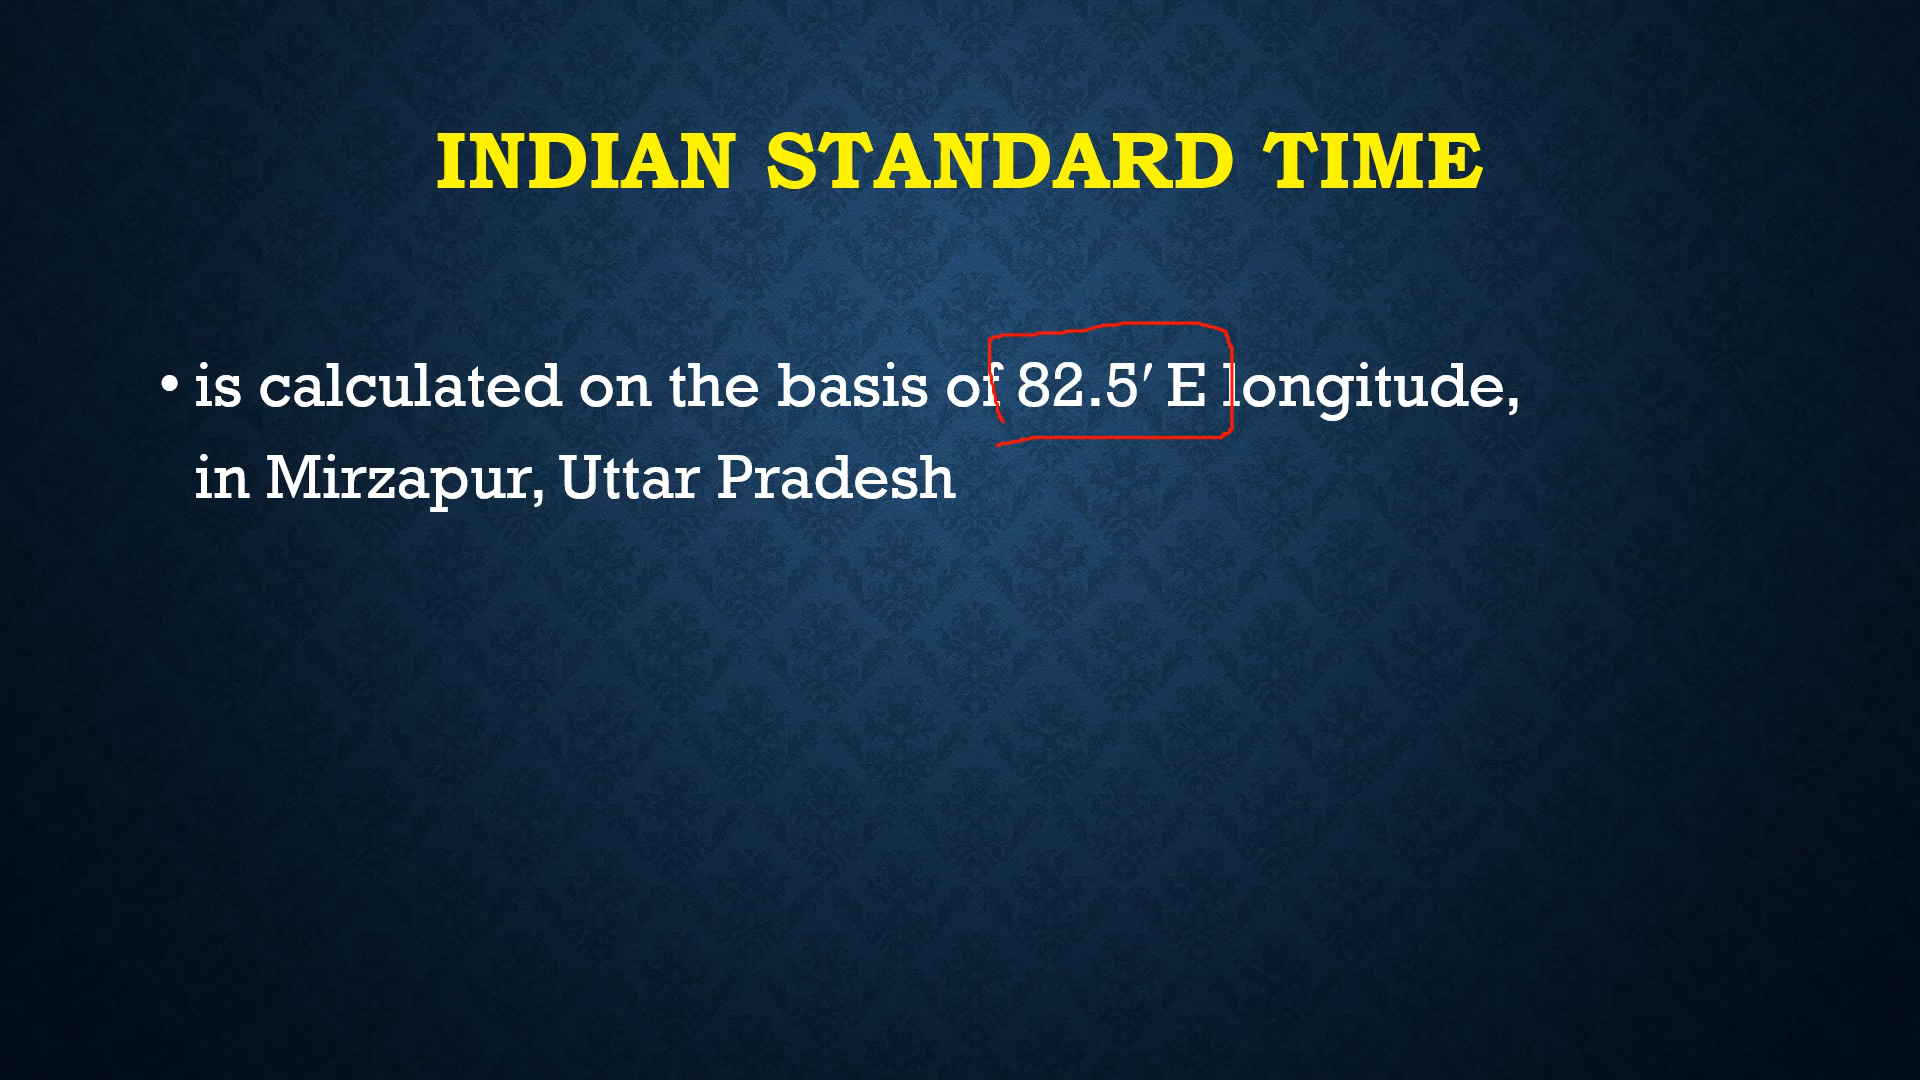 INDIAN STANDARD TIME
• is calculated on the basis of 82.5′ E longitude,
in Mirzapur, Uttar Pradesh